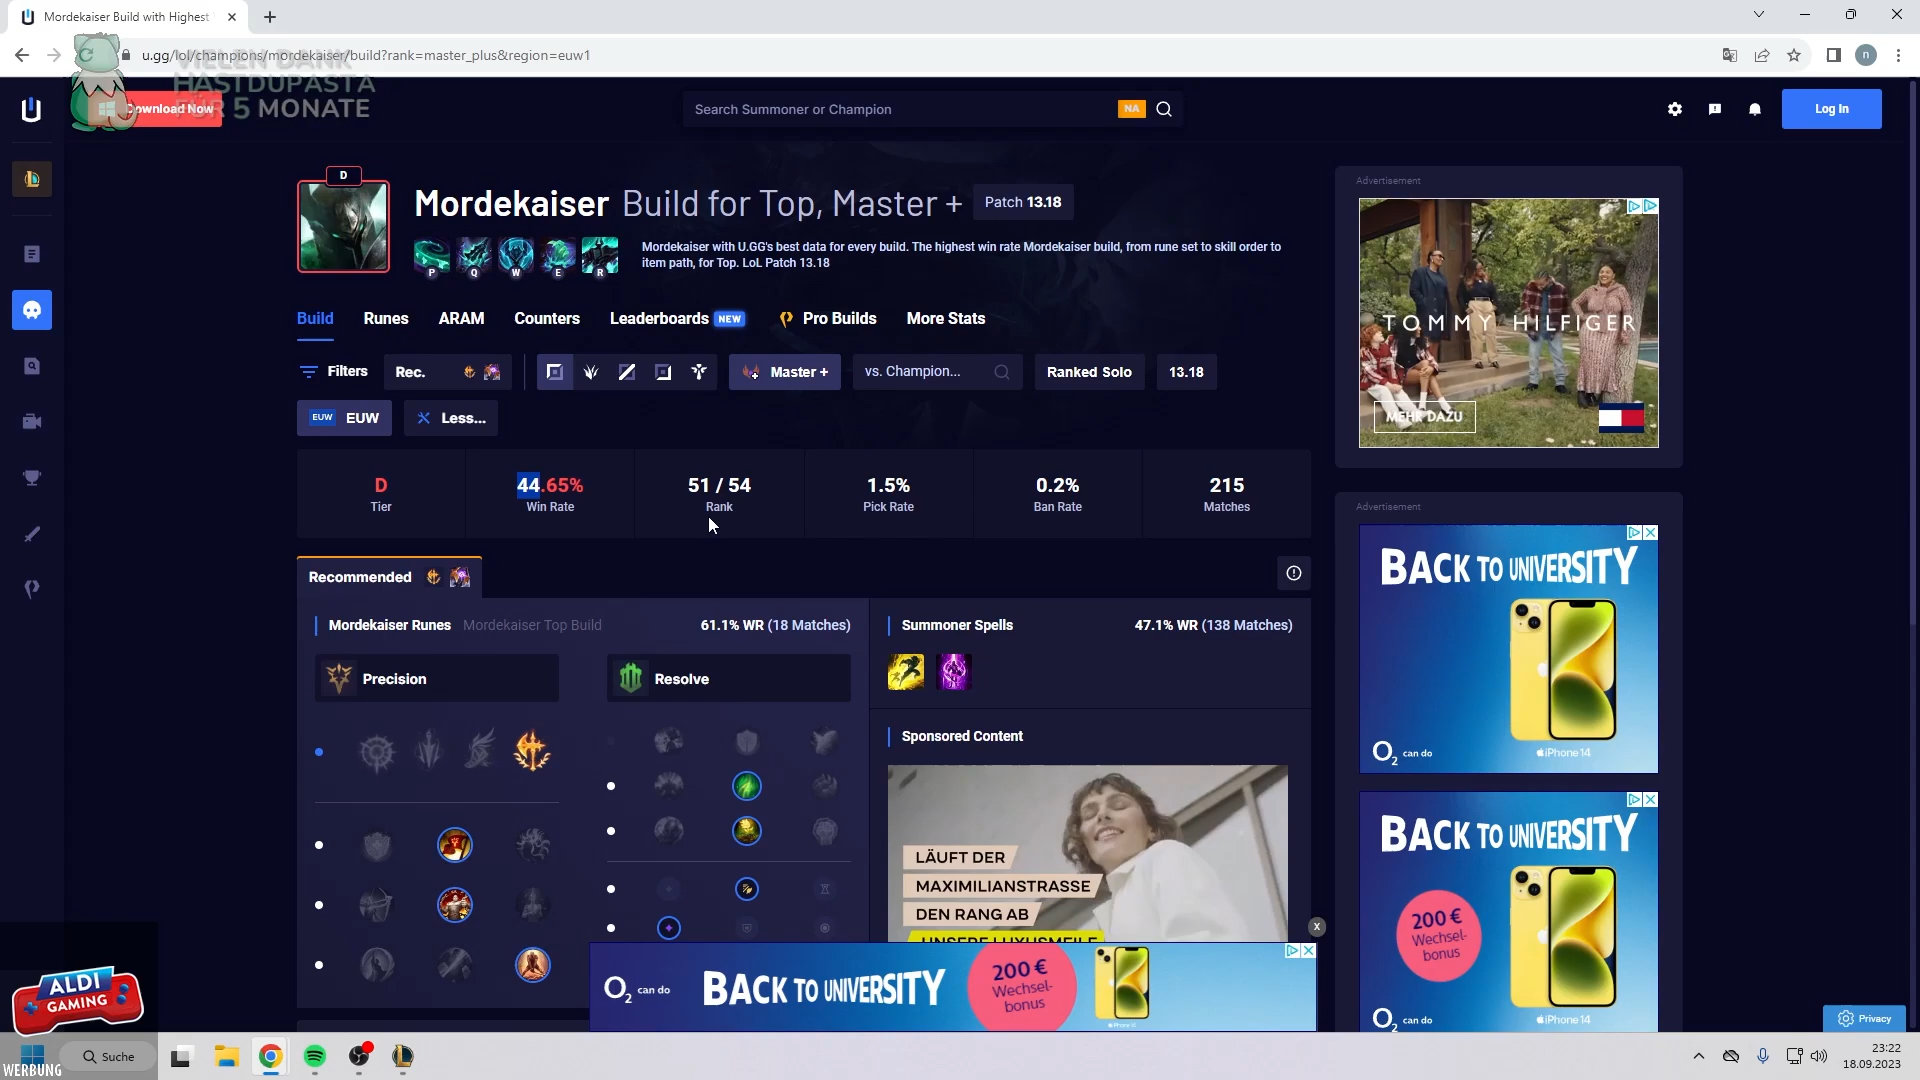 Mordekaiser Build with Highest
u.gg/lol/champions/mordekaiser/build?rank=master_plus&region=euw1
VIELEN DANK
HASTDUPASTA
FÜR 5 MONATE
Download Now
Search Summoner or Champion
NA
Log In
D
Mordekaiser Build for Top, Master +
Patch 13.18
P
Q
W
E
R
Mordekaiser with U.GG's best data for every build. The highest win rate Mordekaiser build, from rune set to skill order to
item path, for Top. LoL Patch 13.18
Build
Runes
ARAM
Counters
Leaderboards NEW
Pro Builds
More Stats
Filters
Rec.
Master +
vs. Champion...
Ranked Solo
13.18
EUW EUW
Less...
D
Tier
44.65%
Win Rate
51 / 54
Rank
1.5%
Pick Rate
0.2%
Ban Rate
215
Matches
Recommended
Mordekaiser Runes Mordekaiser Top Build
61.1% WR (18 Matches)
Precision
Resolve
Summoner Spells
47.1% WR (138 Matches)
Sponsored Content
LÄUFT DER
MAXIMILIANSTRASSE
DEN RANG AB
UNSERE LUXUSMEILE
X
Advertisement
TOMMY HILFIGER
MEHR DAZU
Advertisement
BACK TO UNIVERSITY
O2 can do
iPhone 14
BACK TO UNIVERSITY
200 €
Wechsel-
bonus
O2 can do
iPhone 14
O2 can do
BACK TO UNIVERSITY
200 €
Wechsel-
bonus
Privacy
ALDI
GAMING
WERBUNG
Suche
23:22
18.09.2023
n